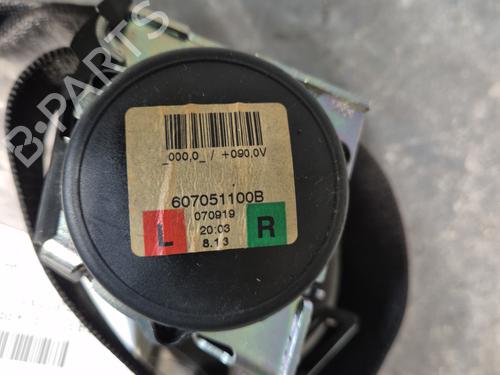 B-PARTS
_000,0_ / +090,0V
607051100B
070919
20:03
8.13
L
R